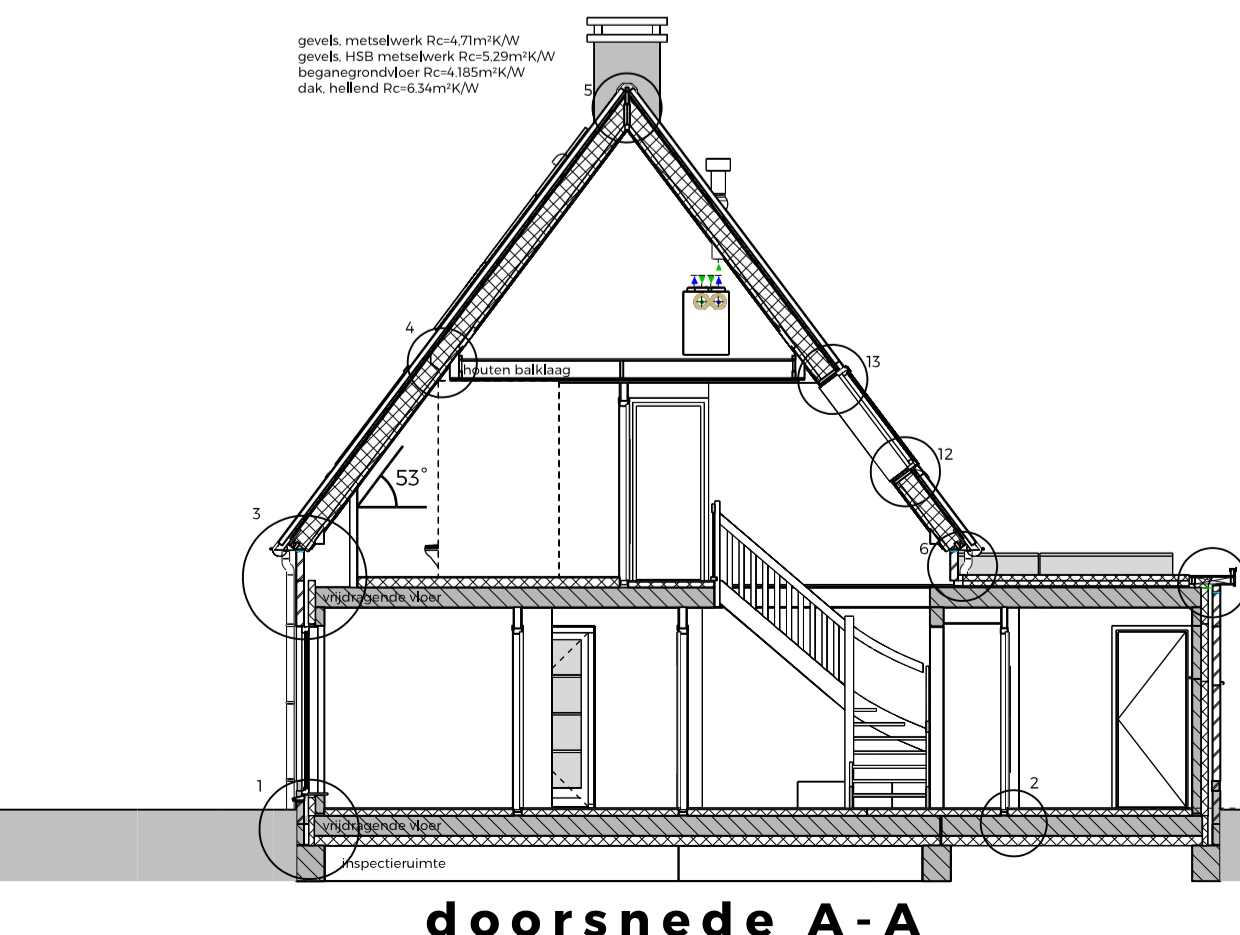 gevels, metselwerk Rc=4,71m²K/W
gevels, HSB metselwerk Rc=5,29m²K/W
beganegrondvloer Rc=4.185m²K/W
dak, hellend Rc=6.34m²K/W
5
4
houten balklaag
13
12
53°
3
6
vrijdragende vloer
1
2
vrijdragende vloer
inspectieruimte
doorsnede A-A